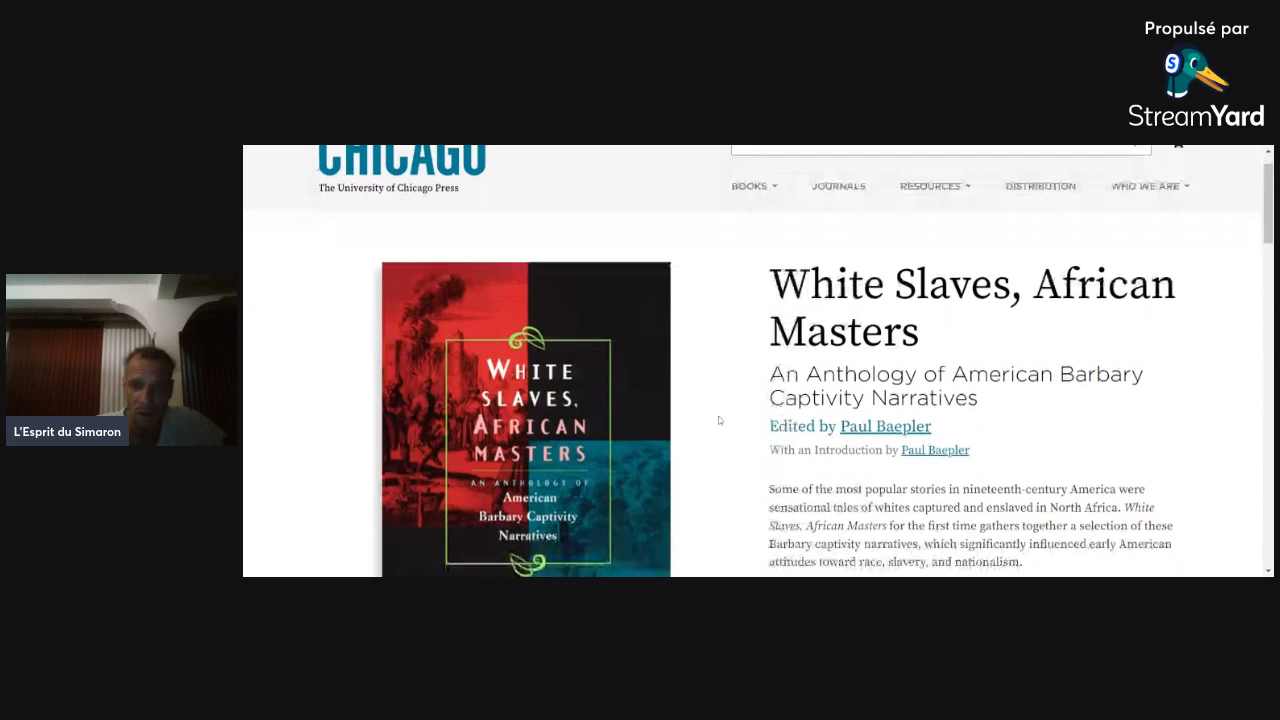 Propulsé par
StreamYard
CHICAGO
The University of Chicago Press
BOOKS
JOURNALS
RESOURCES
DISTRIBUTION
WHO WE ARE
WHITE
SLAVES,
AFRICAN
MASTERS
AN ANTHOLOGY OF
American
Barbary Captivity
Narratives
White Slaves, African
Masters
An Anthology of American Barbary
Captivity Narratives
Edited by Paul Baepler
With an Introduction by Paul Baepler
Some of the most popular stories in nineteenth-century America were
sensational tales of whites captured and enslaved in North Africa. White
Slaves, African Masters for the first time gathers together a selection of these
Barbary captivity narratives, which significantly influenced early American
attitudes toward race, slavery, and nationalism.
L'Esprit du Simaron